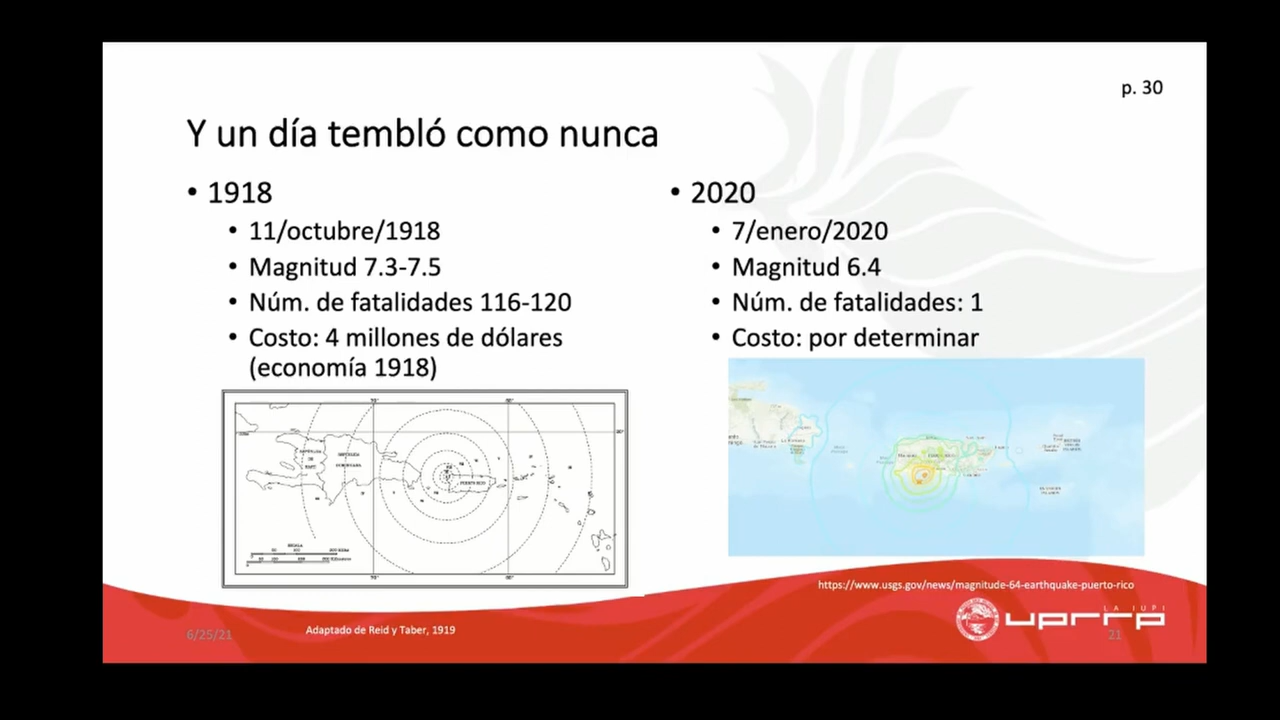 p. 30
Y un día tembló como nunca
• 1918
• 11/octubre/1918
• Magnitud 7.3-7.5
• Núm. de fatalidades 116-120
• Costo: 4 millones de dólares
(economía 1918)
• 2020
• 7/enero/2020
• Magnitud 6.4
• Núm. de fatalidades: 1
• Costo: por determinar
PUERTO RICO
https://www.usgs.gov/news/magnitude-64-earthquake-puerto-rico
LA IUPI
uprrp
6/25/21
Adaptado de Reid y Taber, 1919
21